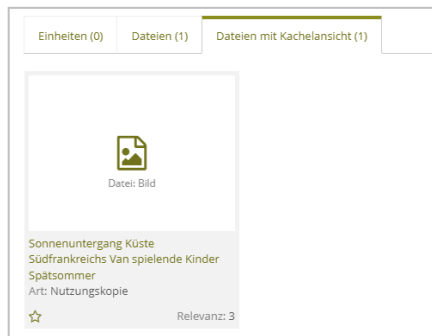 Einheiten (0) Dateien (1) Dateien mit Kachelansicht (1)
Datei: Bild
Sonnenuntergang Küste
Südfrankreichs Van spielende Kinder
Spätsommer
Art: Nutzungskopie
Relevanz: 3